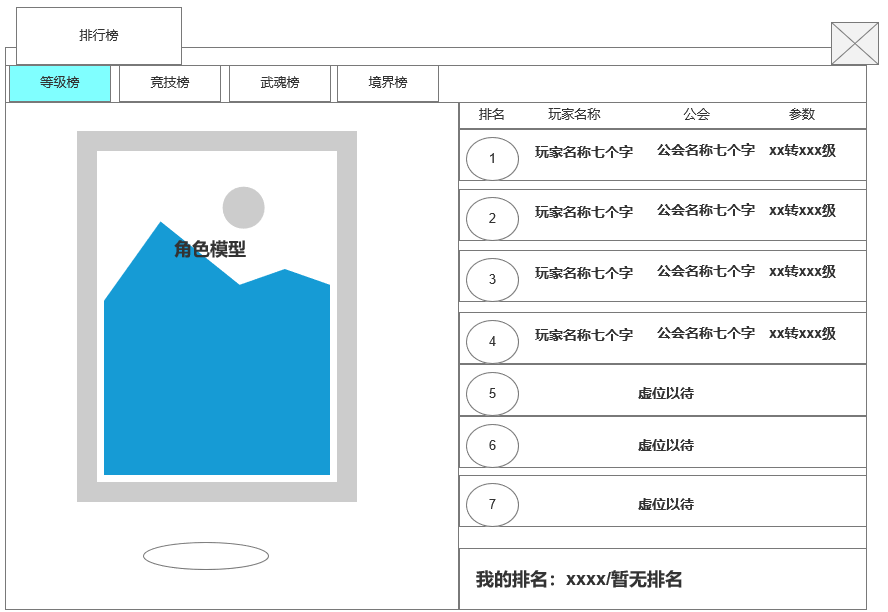 排行榜
等级榜 竞技榜 武魂榜 境界榜
排名 玩家名称 公会 参数
1 玩家名称七个字 公会名称七个字 xx转xxx级
2 玩家名称七个字 公会名称七个字 xx转xxx级
3 玩家名称七个字 公会名称七个字 xx转xxx级
4 玩家名称七个字 公会名称七个字 xx转xxx级
5 虚位以待
6 虚位以待
7 虚位以待
角色模型
我的排名：xxxx/暂无排名